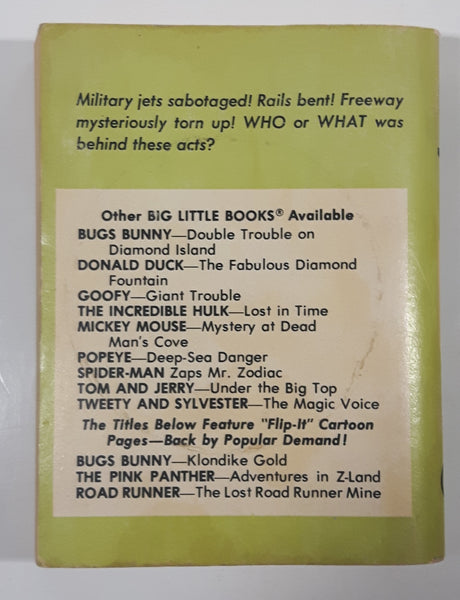 Military jets sabotaged! Rails bent! Freeway
mysteriously torn up! WHO or WHAT was
behind these acts?
Other BIG LITTLE BOOKS® Available
BUGS BUNNY—Double Trouble on
Diamond Island
DONALD DUCK—The Fabulous Diamond
Fountain
GOOFY—Giant Trouble
THE INCREDIBLE HULK—Lost in Time
MICKEY MOUSE—Mystery at Dead
Man's Cove
POPEYE—Deep-Sea Danger
SPIDER-MAN Zaps Mr. Zodiac
TOM AND JERRY—Under the Big Top
TWEETY AND SYLVESTER—The Magic Voice
The Titles Below Feature "Flip-It" Cartoon
Pages—Back by Popular Demand!
BUGS BUNNY—Klondike Gold
THE PINK PANTHER—Adventures in Z-Land
ROAD RUNNER—The Lost Road Runner Mine